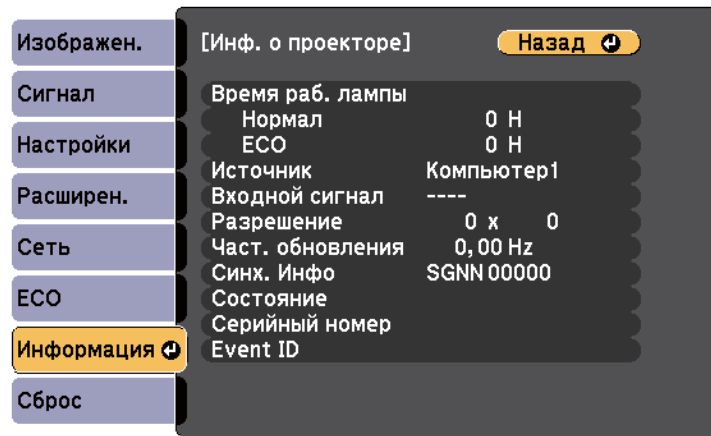 Изображен.
Сигнал
Настройки
Расширен.
Сеть
ECO
Информация
Сброс
[Инф. о проекторе]
Назад
Время раб. лампы
Нормал 0 H
ECO 0 H
Источник Компьютер1
Входной сигнал ----
Разрешение 0 x 0
Част. обновления 0,00 Hz
Синх. Инфо SGNN 00000
Состояние
Серийный номер
Event ID